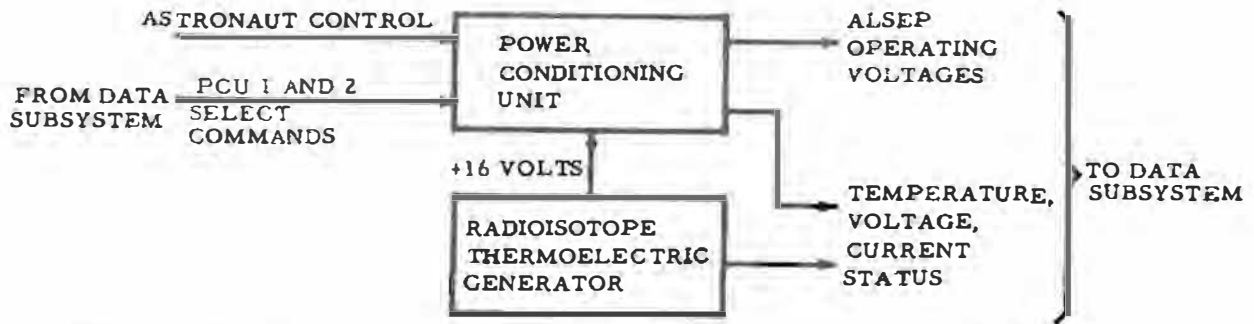 ASTRONAUT CONTROL
FROM DATA
SUBSYSTEM
PCU 1 AND 2
SELECT
COMMANDS
POWER
CONDITIONING
UNIT
ALSEP
OPERATING
VOLTAGES
+16 VOLTS
RADIOISOTOPE
THERMOELECTRIC
GENERATOR
TEMPERATURE,
VOLTAGE,
CURRENT
STATUS
TO DATA
SUBSYSTEM